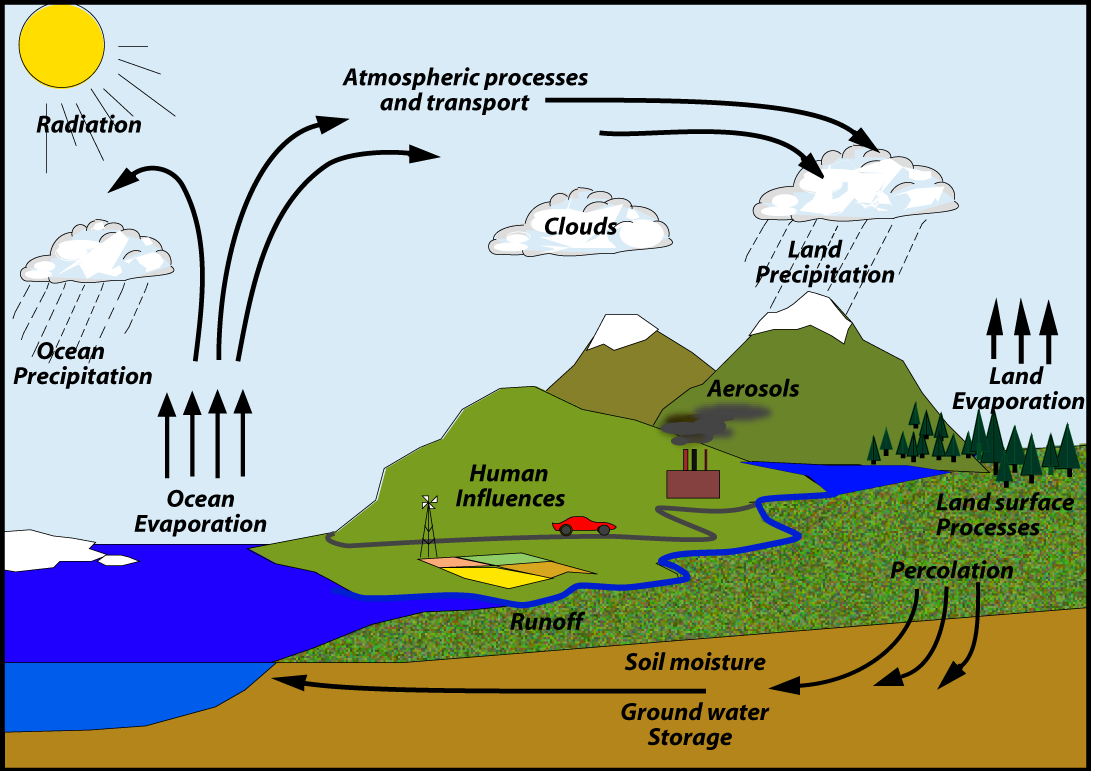 Atmospheric processes
and transport
Radiation
Clouds
Land
Precipitation
Ocean
Precipitation
Land
Evaporation
Aerosols
Human
Influences
Ocean
Evaporation
Land surface
Processes
Percolation
Runoff
Soil moisture
Ground water
Storage